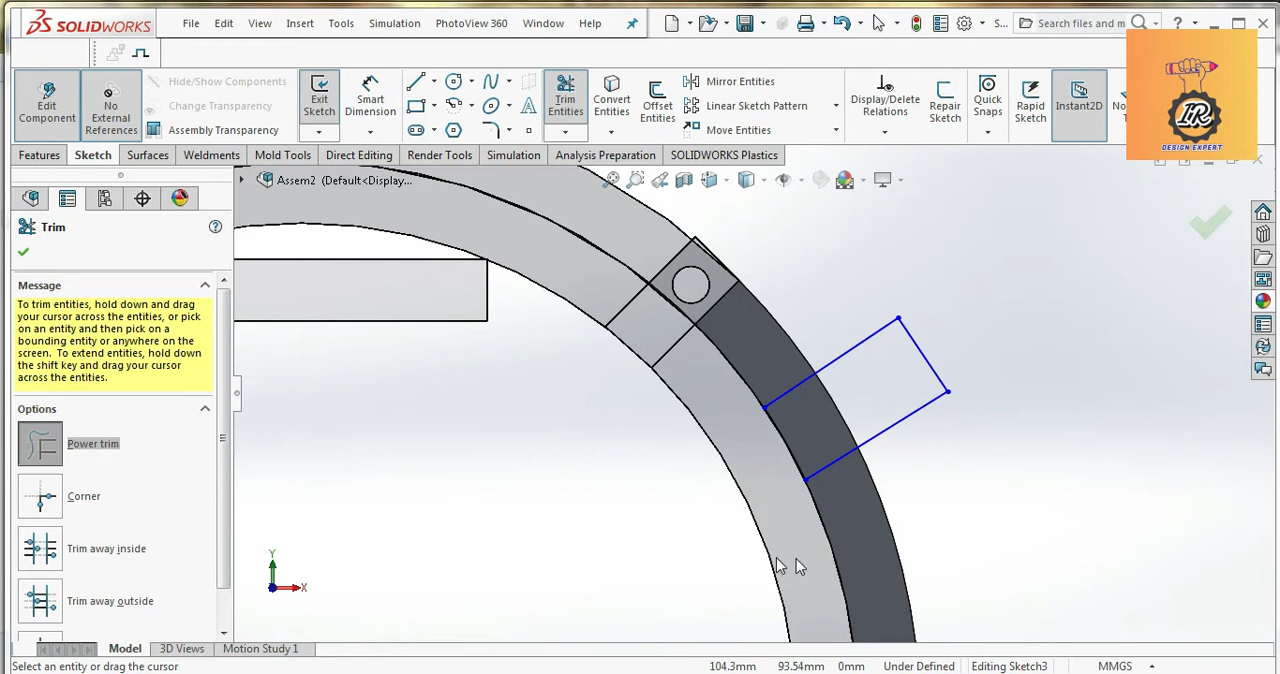 SOLIDWORKS File Edit View Insert Tools Simulation PhotoView 360 Window Help S... Search files and m ?
Edit Component
No External References
Hide/Show Components
Change Transparency
Assembly Transparency
Exit Sketch
Smart Dimension
Trim Entities
Convert Entities
Offset Entities
Mirror Entities
Linear Sketch Pattern
Move Entities
Display/Delete Relations
Repair Sketch
Quick Snaps
Rapid Sketch
Instant2D
IR
DESIGN EXPERT
Features Sketch Surfaces Weldments Mold Tools Direct Editing Render Tools Simulation Analysis Preparation SOLIDWORKS Plastics
Assem2 (Default<Display...
Trim ?
Message
To trim entities, hold down and drag
your cursor across the entities, or pick
on an entity and then pick on a
bounding entity or anywhere on the
screen. To extend entities, hold down
the shift key and drag your cursor
across the entities.
Options
Power trim
Corner
Trim away inside
Trim away outside
Y
X
Model 3D Views Motion Study 1
Select an entity or drag the cursor 104.3mm 93.54mm 0mm Under Defined Editing Sketch3 MMGS